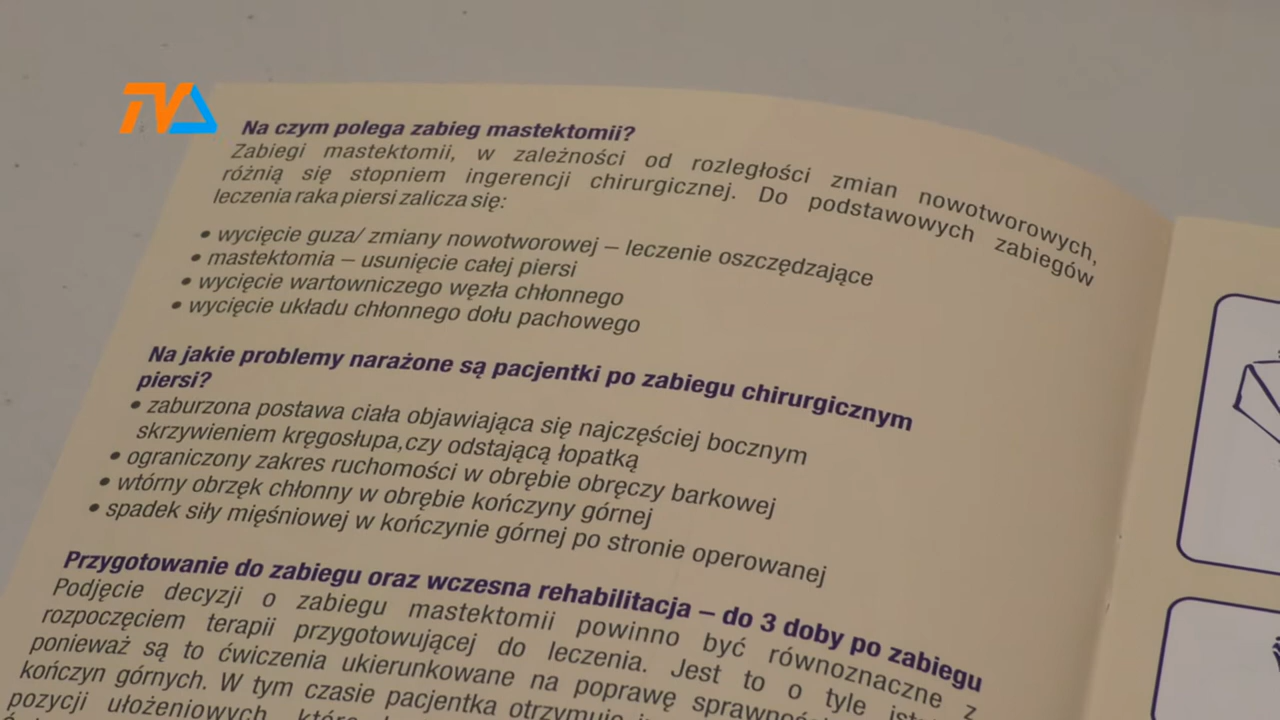 TVA
Na czym polega zabieg mastektomii?
Zabiegi mastektomii, w zależności od rozległości zmian nowotworowych,
różnią się stopniem ingerencji chirurgicznej. Do podstawowych zabiegów
leczenia raka piersi zalicza się:
• wycięcie guza/ zmiany nowotworowej – leczenie oszczędzające
• mastektomia – usunięcie całej piersi
• wycięcie wartowniczego węzła chłonnego
• wycięcie układu chłonnego dołu pachowego
Na jakie problemy narażone są pacjentki po zabiegu chirurgicznym
piersi?
• zaburzona postawa ciała objawiająca się najczęściej bocznym
skrzywieniem kręgosłupa,czy odstającą łopatką
• ograniczony zakres ruchomości w obrębie obręczy barkowej
• wtórny obrzęk chłonny w obrębie kończyny górnej
• spadek siły mięśniowej w kończynie górnej po stronie operowanej
Przygotowanie do zabiegu oraz wczesna rehabilitacja – do 3 doby po zabiegu
Podjęcie decyzji o zabiegu mastektomii powinno być równoznaczne z
rozpoczęciem terapii przygotowującej do leczenia. Jest to o tyle
ponieważ są to ćwiczenia ukierunkowane na poprawę
kończyn górnych. W tym czasie pacjentka otrzymuje
pozycji ułożeniowych